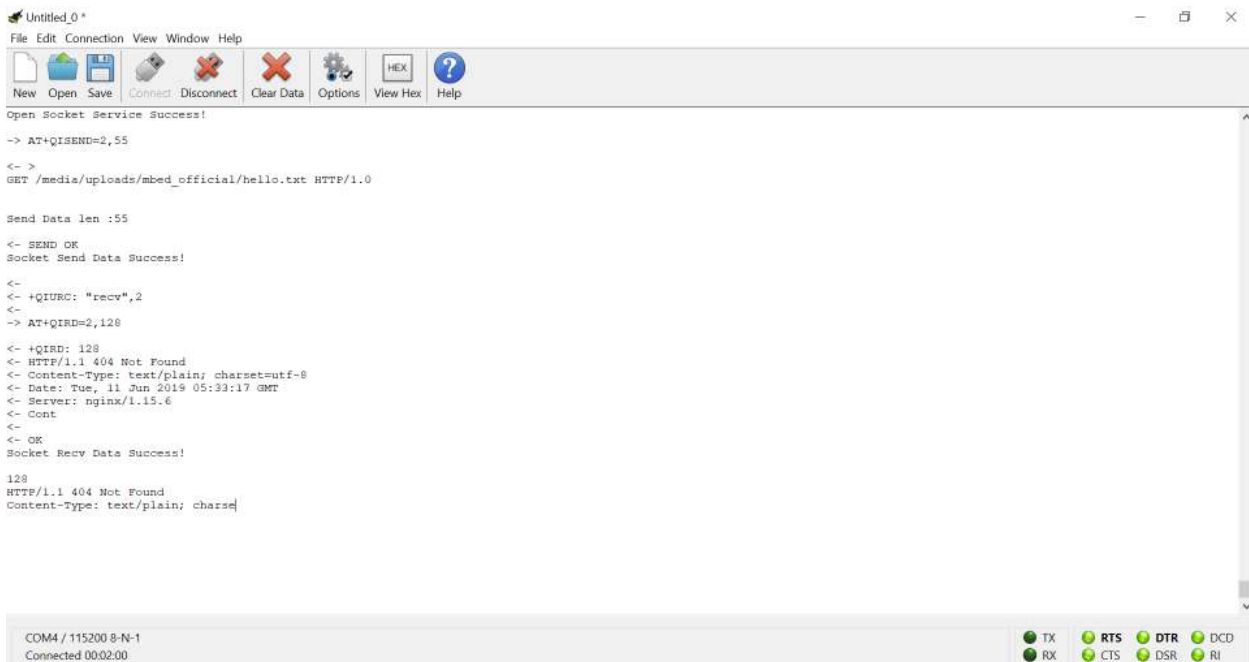 Untitled_0 *
File Edit Connection View Window Help
HEX
New Open Save Connect Disconnect Clear Data Options View Hex Help
Open Socket Service Success!
-> AT+QISEND=2,55
<- >
GET /media/uploads/mbed_official/hello.txt HTTP/1.0
Send Data len :55
<- SEND OK
Socket Send Data Success!
<-
<- +QIURC: "recv",2
<-
-> AT+QIRD=2,128
<- +QIRD: 128
<- HTTP/1.1 404 Not Found
<- Content-Type: text/plain; charset=utf-8
<- Date: Tue, 11 Jun 2019 05:33:17 GMT
<- Server: nginx/1.15.6
<- Cont
<-
<- OK
Socket Recv Data Success!
128
HTTP/1.1 404 Not Found
Content-Type: text/plain; charse
COM4 / 115200 8-N-1
Connected 00:02:00
TX RTS DTR DCD
RX CTS DSR RI